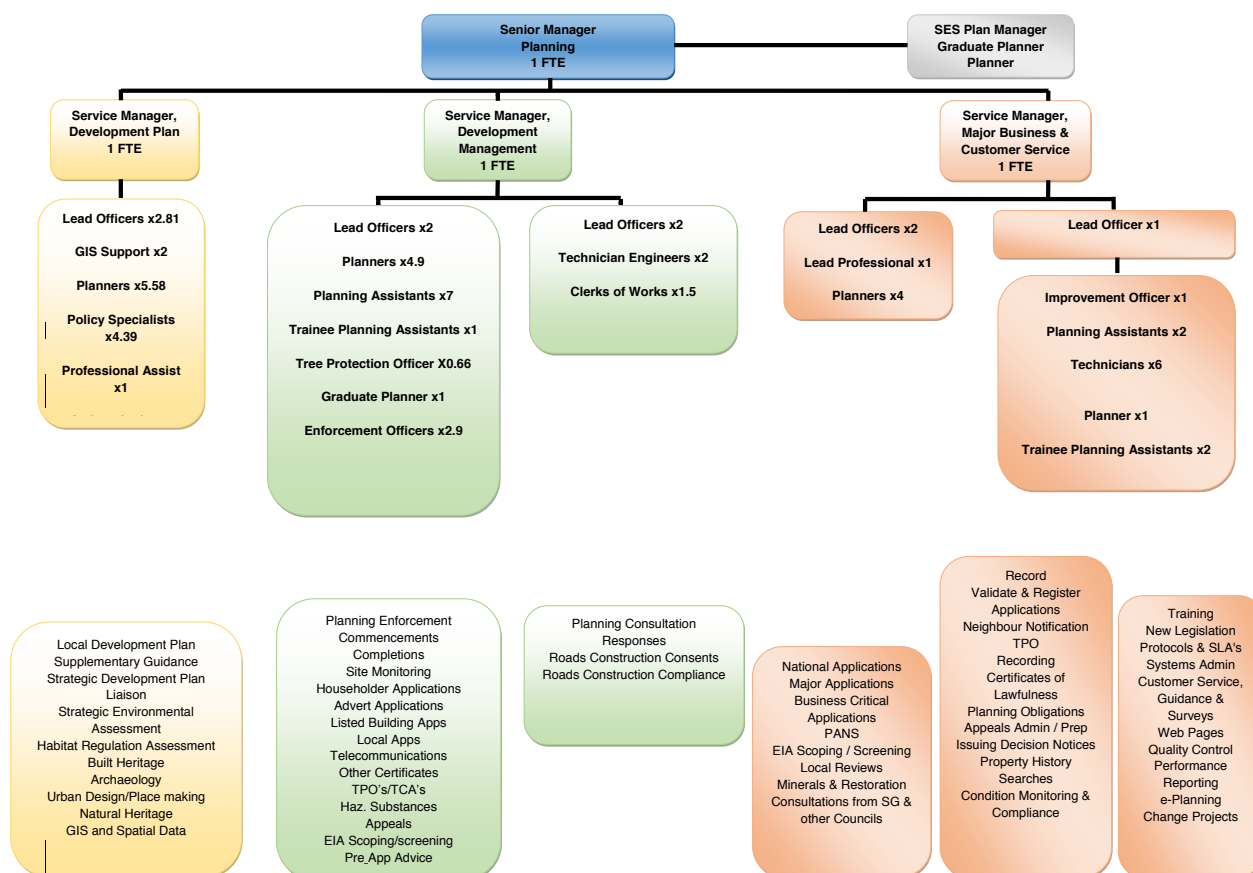 Senior Manager
Planning
1 FTE
SES Plan Manager
Graduate Planner
Planner
Service Manager,
Development Plan
1 FTE
Service Manager,
Development
Management
1 FTE
Service Manager,
Major Business &
Customer Service
1 FTE
Lead Officers x2.81
GIS Support x2
Planners x5.58
Policy Specialists
x4.39
Professional Assist
x1
Lead Officers x2
Planners x4.9
Planning Assistants x7
Trainee Planning Assistants x1
Tree Protection Officer X0.66
Graduate Planner x1
Enforcement Officers x2.9
Lead Officers x2
Technician Engineers x2
Clerks of Works x1.5
Lead Officers x2
Lead Professional x1
Planners x4
Lead Officer x1
Improvement Officer x1
Planning Assistants x2
Technicians x6
Planner x1
Trainee Planning Assistants x2
Local Development Plan
Supplementary Guidance
Strategic Development Plan
Liaison
Strategic Environmental
Assessment
Habitat Regulation Assessment
Built Heritage
Archaeology
Urban Design/Place making
Natural Heritage
GIS and Spatial Data
Planning Enforcement
Commencements
Completions
Site Monitoring
Householder Applications
Advert Applications
Listed Building Apps
Local Apps
Telecommunications
Other Certificates
TPO's/TCA's
Haz. Substances
Appeals
EIA Scoping/screening
Pre_App Advice
Planning Consultation
Responses
Roads Construction Consents
Roads Construction Compliance
National Applications
Major Applications
Business Critical
Applications
PANS
EIA Scoping / Screening
Local Reviews
Minerals & Restoration
Consultations from SG &
other Councils
Record
Validate & Register
Applications
Neighbour Notification
TPO
Recording
Certificates of
Lawfulness
Planning Obligations
Appeals Admin / Prep
Issuing Decision Notices
Property History
Searches
Condition Monitoring &
Compliance
Training
New Legislation
Protocols & SLA's
Systems Admin
Customer Service,
Guidance &
Surveys
Web Pages
Quality Control
Performance
Reporting
e-Planning
Change Projects